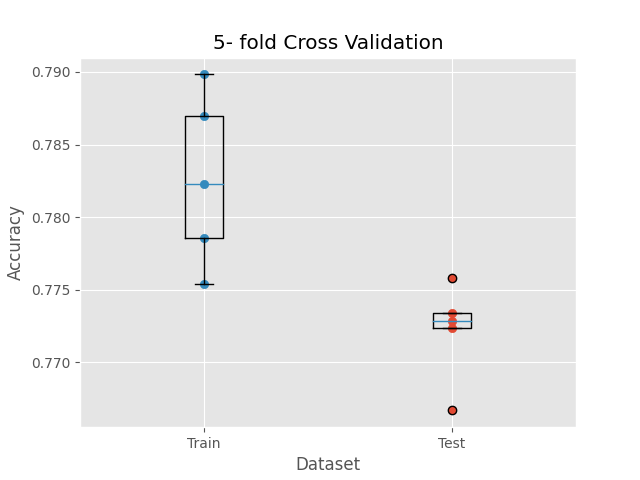 5- fold Cross Validation
0.790
0.785
0.780
0.775
0.770
Accuracy
Train
Test
Dataset